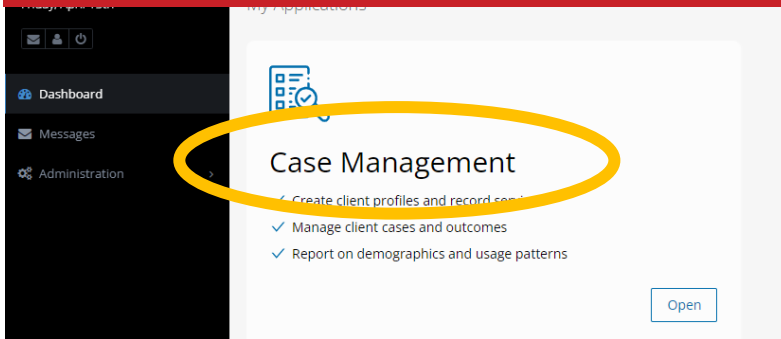 My Applications
Dashboard
Messages
Administration
Case Management
Create client profiles and record
Manage client cases and outcomes
Report on demographics and usage patterns
Open